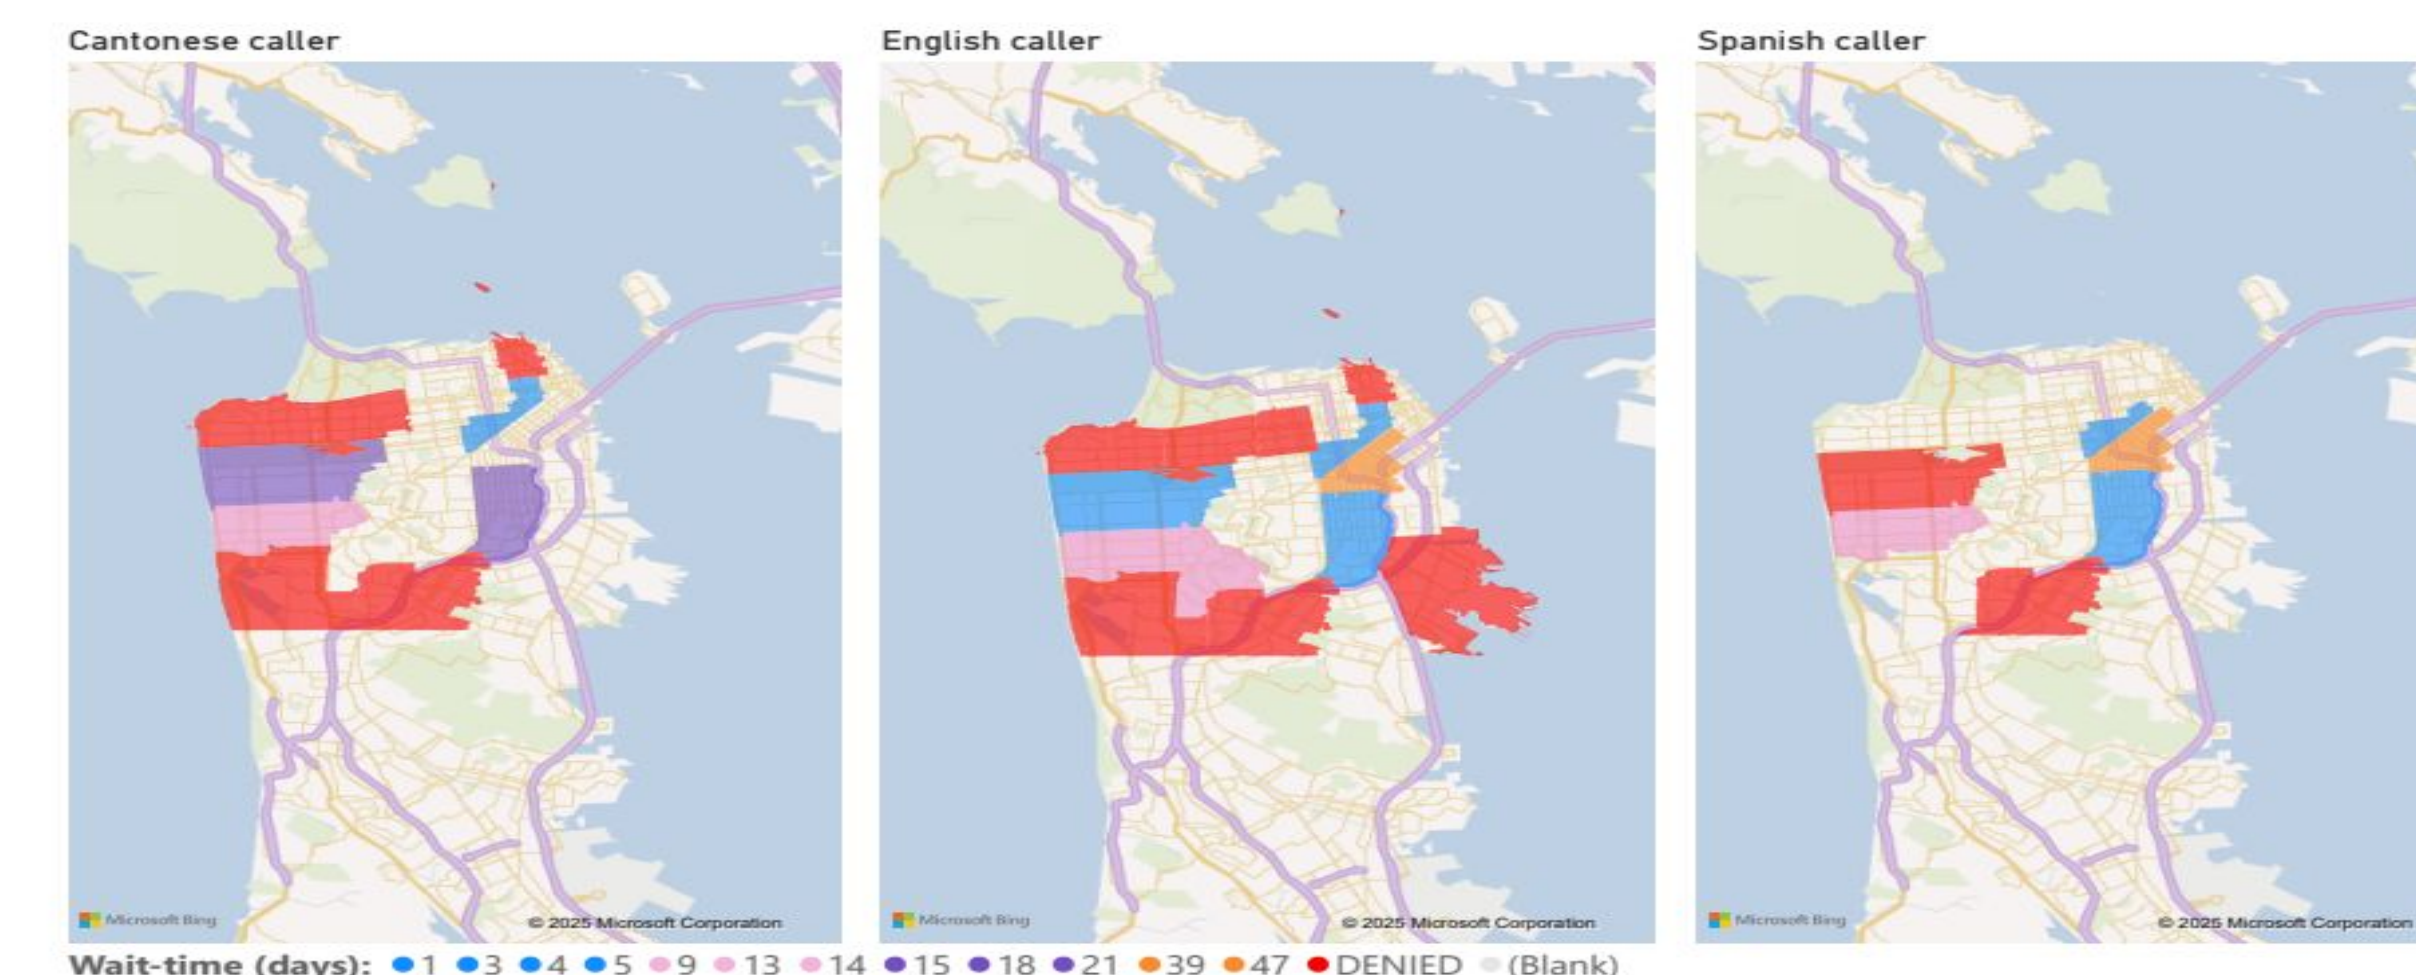 Cantonese caller
English caller
Spanish caller
Microsoft Bing
© 2025 Microsoft Corporation
Microsoft Bing
© 2025 Microsoft Corporation
Microsoft Bing
© 2025 Microsoft Corporation
Wait-time (days): 1 3 4 5 9 13 14 15 18 21 39 47 DENIED (Blank)